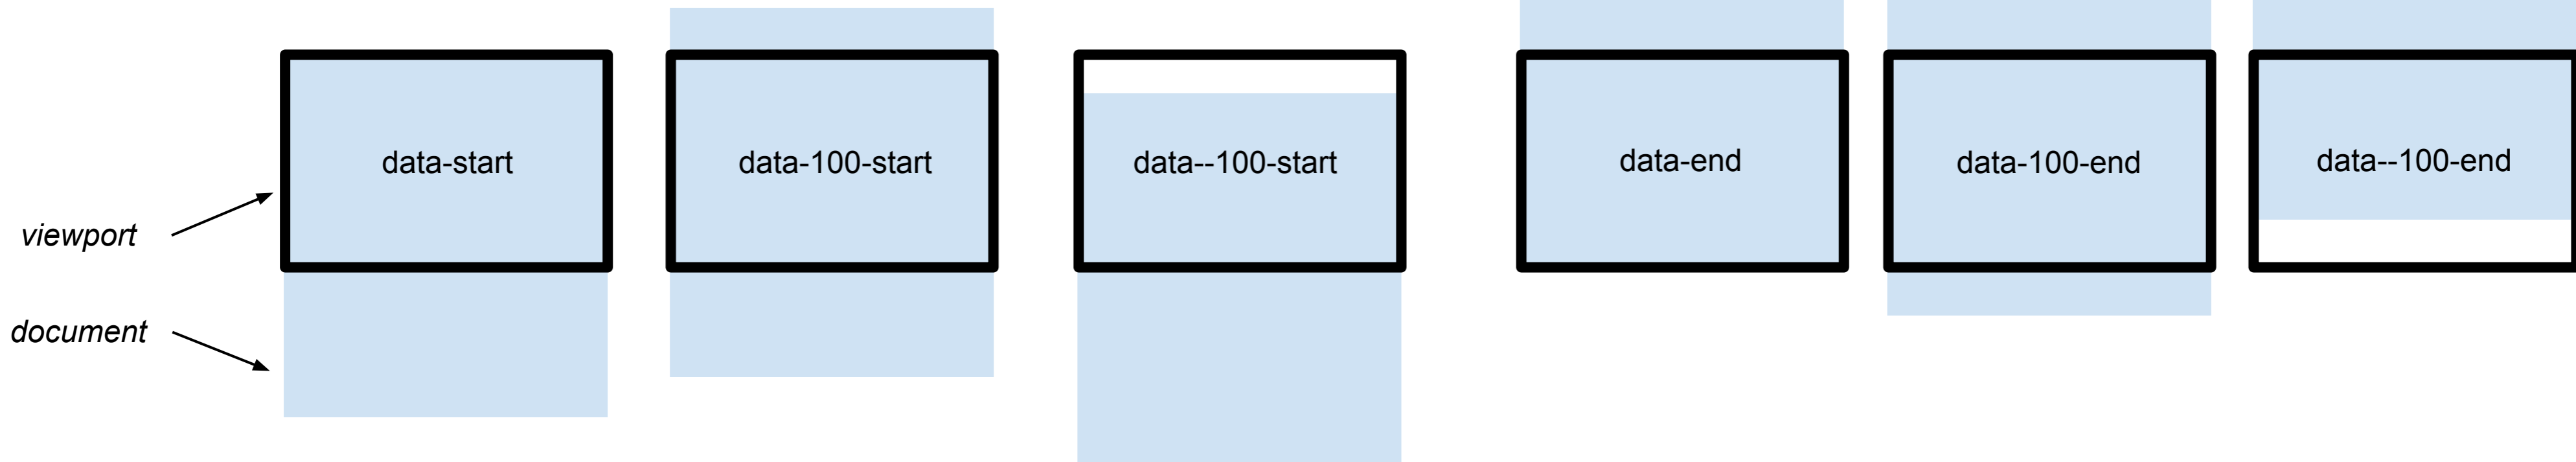 data-start
data-100-start
data--100-start
data-end
data-100-end
data--100-end
viewport
document